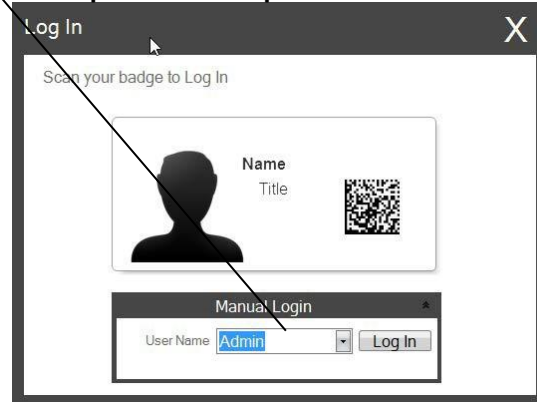 Log In
X
Scan your badge to Log In
Name
Title
Manual Login
User Name Admin Log In